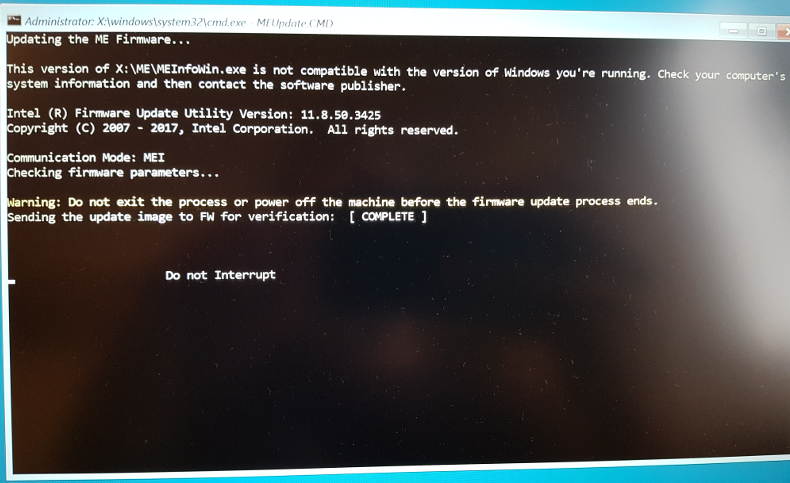 Administrator: X:\windows\system32\cmd.exe - MEUpdate.CMD
Updating the ME Firmware...
This version of X:\ME\MEInfoWin.exe is not compatible with the version of Windows you're running. Check your computer's
system information and then contact the software publisher.
Intel (R) Firmware Update Utility Version: 11.8.50.3425
Copyright (C) 2007 - 2017, Intel Corporation.  All rights reserved.
Communication Mode: MEI
Checking firmware parameters...
Warning: Do not exit the process or power off the machine before the firmware update process ends.
Sending the update image to FW for verification:  [ COMPLETE ]
Do not Interrupt